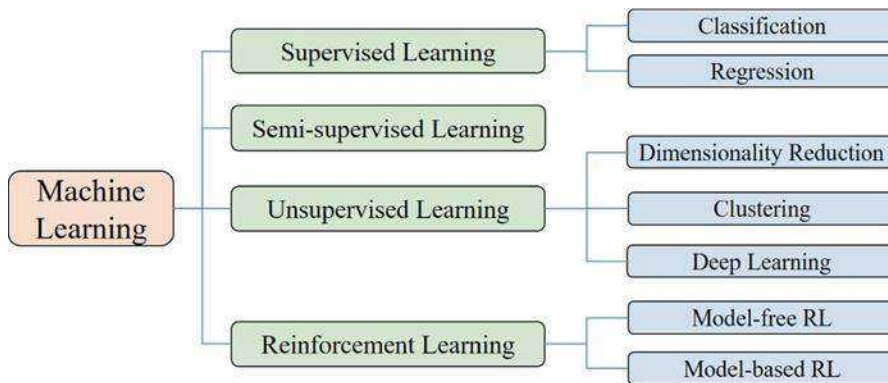 Machine
Learning
Supervised Learning
Classification
Regression
Semi-supervised Learning
Unsupervised Learning
Dimensionality Reduction
Clustering
Deep Learning
Reinforcement Learning
Model-free RL
Model-based RL